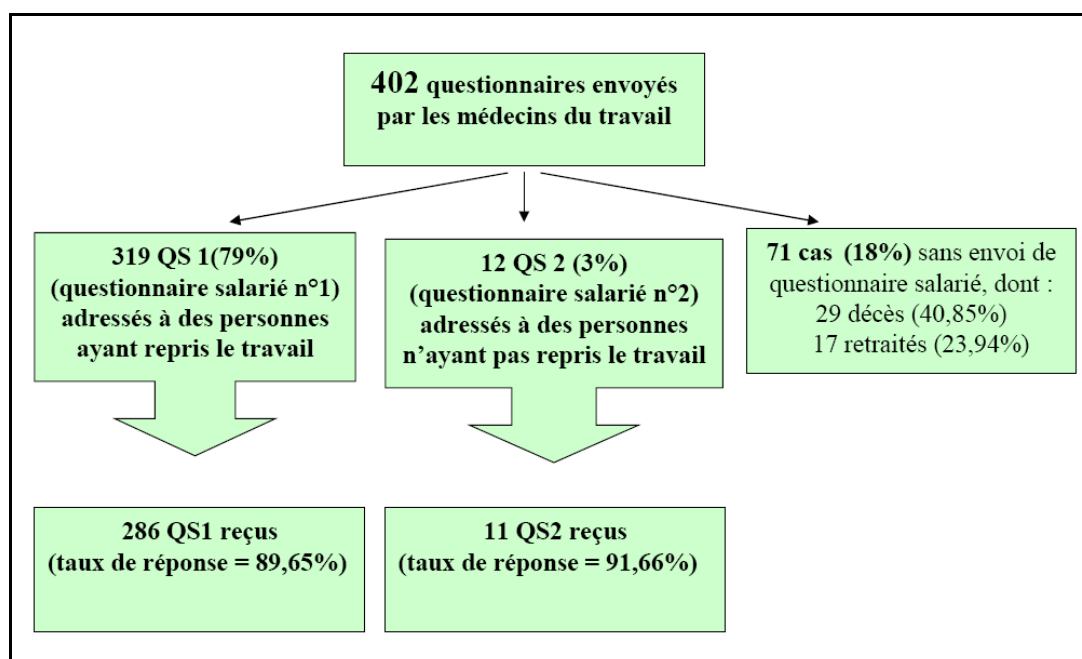 402 questionnaires envoyés
par les médecins du travail
319 QS 1(79%)
(questionnaire salarié n°1)
adressés à des personnes
ayant repris le travail
12 QS 2 (3%)
(questionnaire salarié n°2)
adressés à des personnes
n'ayant pas repris le travail
71 cas (18%) sans envoi de
questionnaire salarié, dont :
29 décès (40,85%)
17 retraités (23,94%)
286 QS1 reçus
(taux de réponse = 89,65%)
11 QS2 reçus
(taux de réponse = 91,66%)